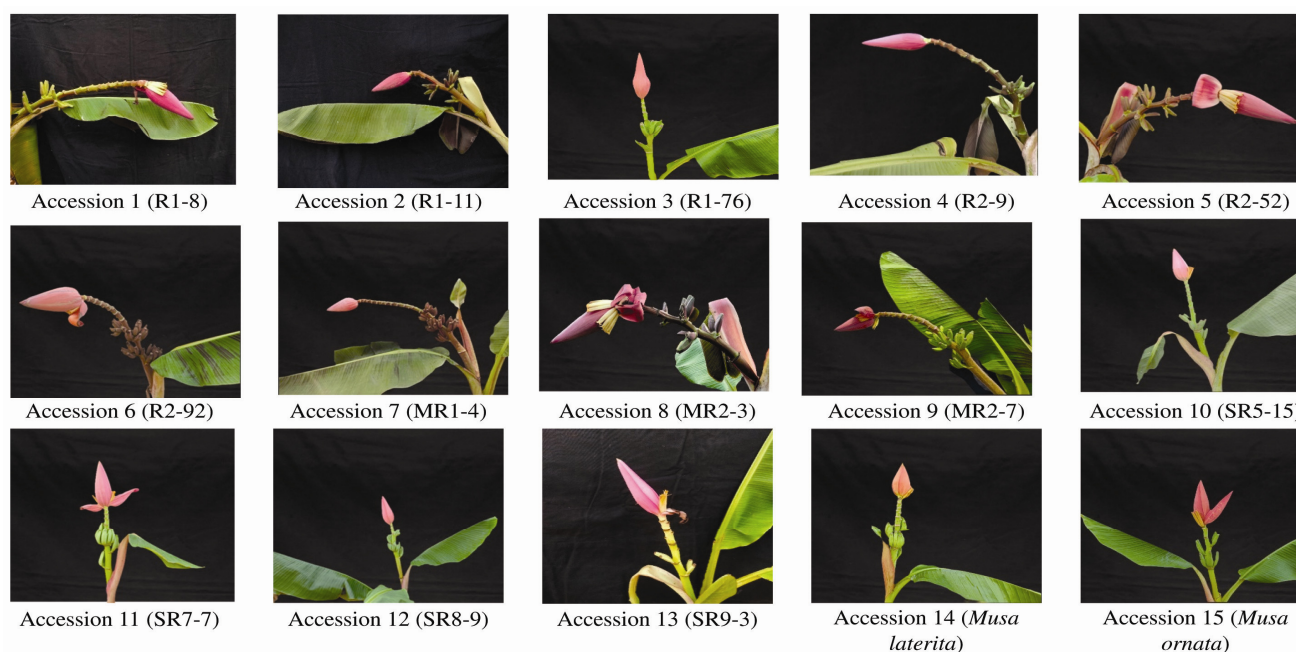 Accession 1 (R1-8)
Accession 2 (R1-11)
Accession 3 (R1-76)
Accession 4 (R2-9)
Accession 5 (R2-52)
Accession 6 (R2-92)
Accession 7 (MR1-4)
Accession 8 (MR2-3)
Accession 9 (MR2-7)
Accession 10 (SR5-15)
Accession 11 (SR7-7)
Accession 12 (SR8-9)
Accession 13 (SR9-3)
Accession 14 (Musa
laterita)
Accession 15 (Musa
ornata)